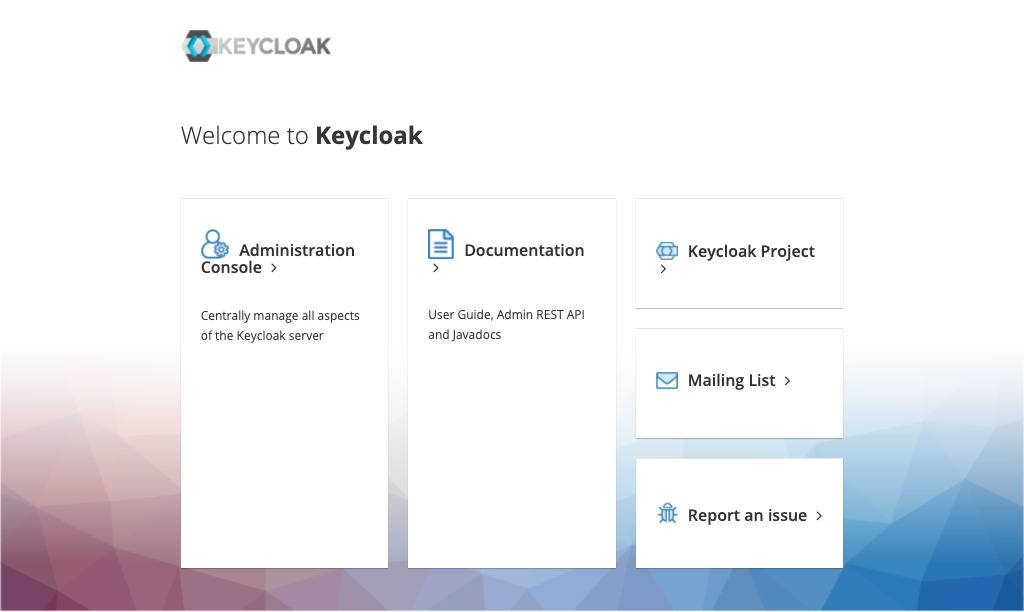 KEYCLOAK
Welcome to Keycloak
Administration
Console >
Centrally manage all aspects
of the Keycloak server
Documentation
>
User Guide, Admin REST API
and Javadocs
Keycloak Project
>
Mailing List >
Report an issue >